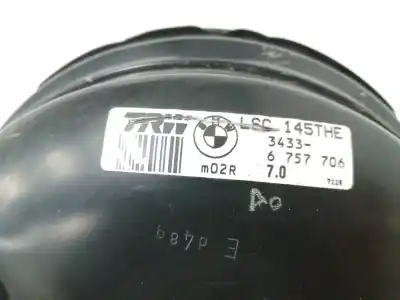 TRW LSC 145THE
3433-
6 757 706
m02R 7.0
A0
E d489